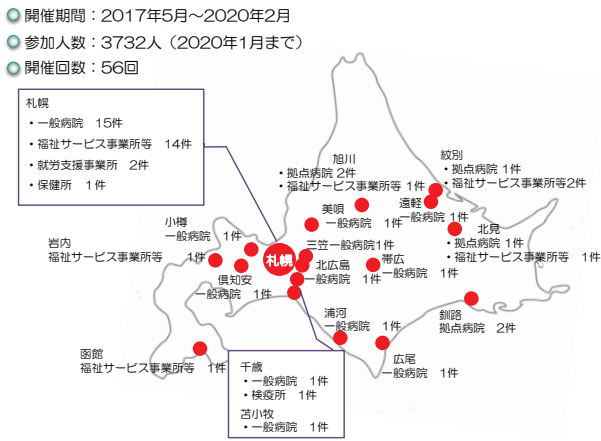 開催期間：2017年5月～2020年2月
参加人数：3732人（2020年1月まで）
開催回数：56回
札幌
・一般病院　15件
・福祉サービス事業所等　14件
・就労支援事業所　2件
・保健所　1件
旭川
・拠点病院 2件
・福祉サービス事業所等 1件
紋別
・拠点病院 1件
・福祉サービス事業所等2件
遠軽
一般病院　1件
美唄
一般病院　1件
北見
・拠点病院 1件
・福祉サービス事業所等　1件
小樽
一般病院　1件
三笠一般病院1件
岩内
福祉サービス事業所等　1件
札幌
北広島
一般病院　1件
帯広
一般病院　1件
倶知安
一般病院　1件
釧路
拠点病院　2件
浦河
一般病院　1件
広尾
一般病院　1件
函館
福祉サービス事業所等　1件
千歳
・一般病院　1件
・検疫所　1件
苫小牧
・一般病院　1件